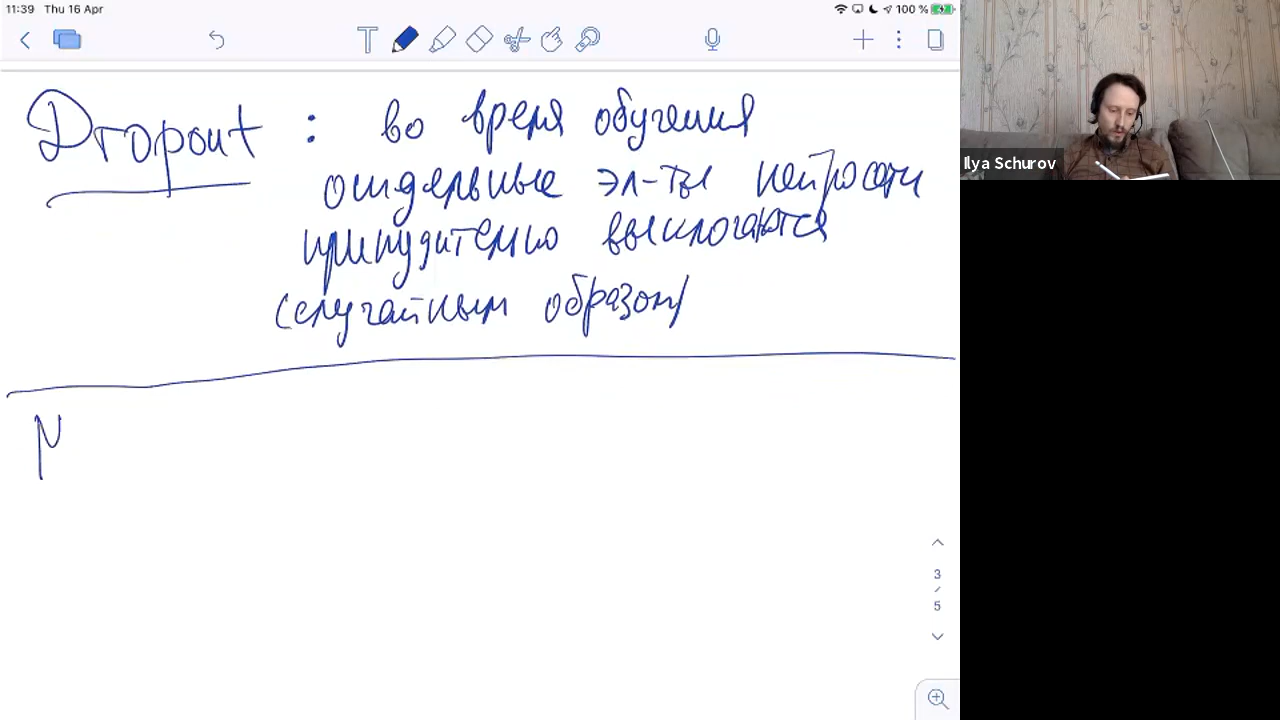 11:39 Thu 16 Apr
100 %
T
Dropout : во время обучения
отдельные эл-ты нейросети
принудительно выключаются
(случайным образом)
N
3
/
5
Ilya Schurov